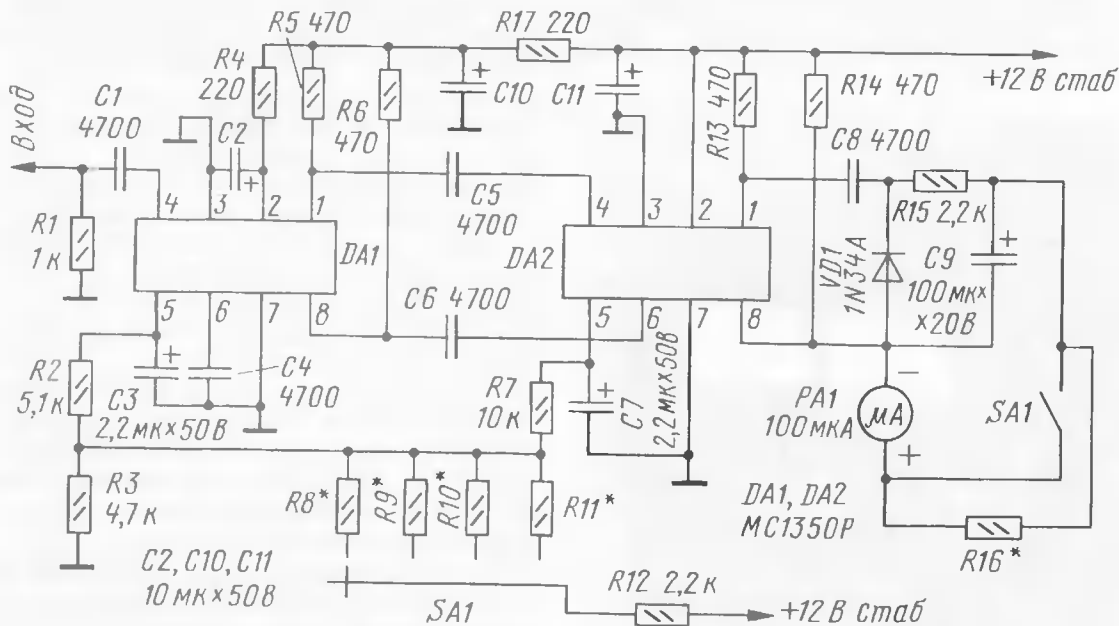 R5 470
R17 220
R4
220
C10
C11
R14 470
+12 В стаб
Вход
C1
4700
C2
R6
470
R13 470
C8 4700
+
+
+
4 3 2 1
C5
4700
4 3 2 1
R15 2,2 к
R1
1 к
DA1
DA2
VD1
1N34A
C9
100 мк×
×20В
+
5 6 7 8
C6 4700
5 6 7 8
R2
5,1 к
+
C3
2,2 мк×50В
C4
4700
R7
10 к
+
C7
2,2 мк×50В
PA1
100 мкА
μA
−
+
SA1
R3
4,7 к
R8*
R9*
R10*
R11*
DA1, DA2
MC1350P
R16*
C2, C10, C11
10 мк×50В
SA1
R12 2,2 к
+12 В стаб